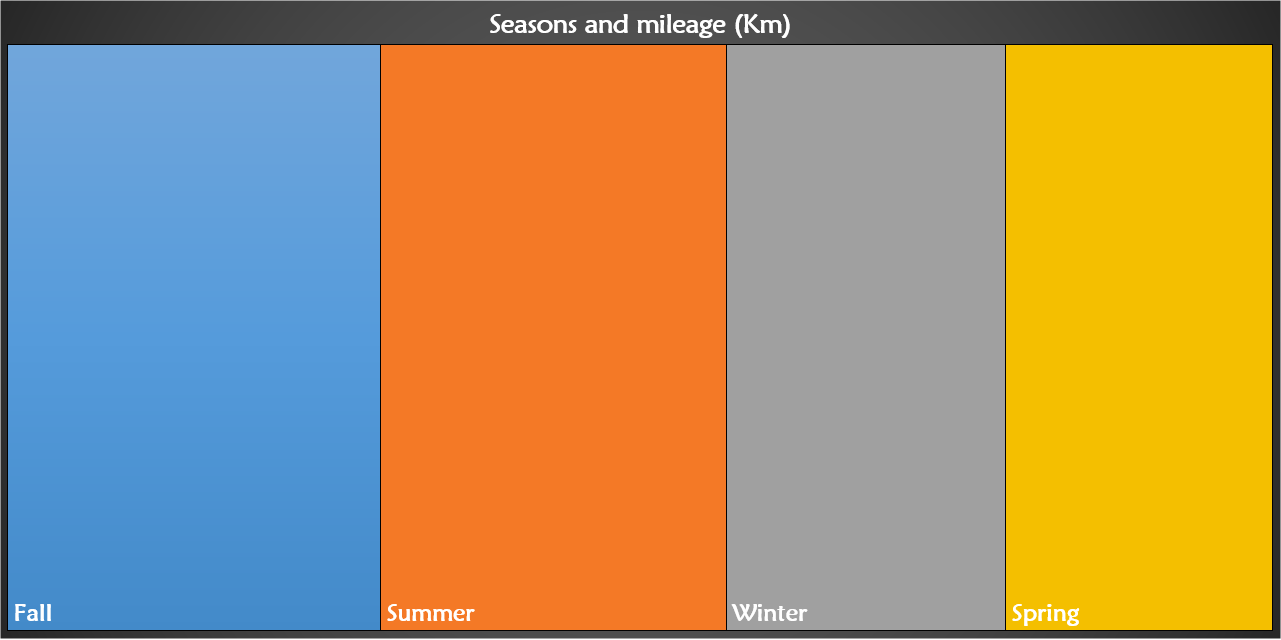 Seasons and mileage (Km)
Fall
Summer
Winter
Spring